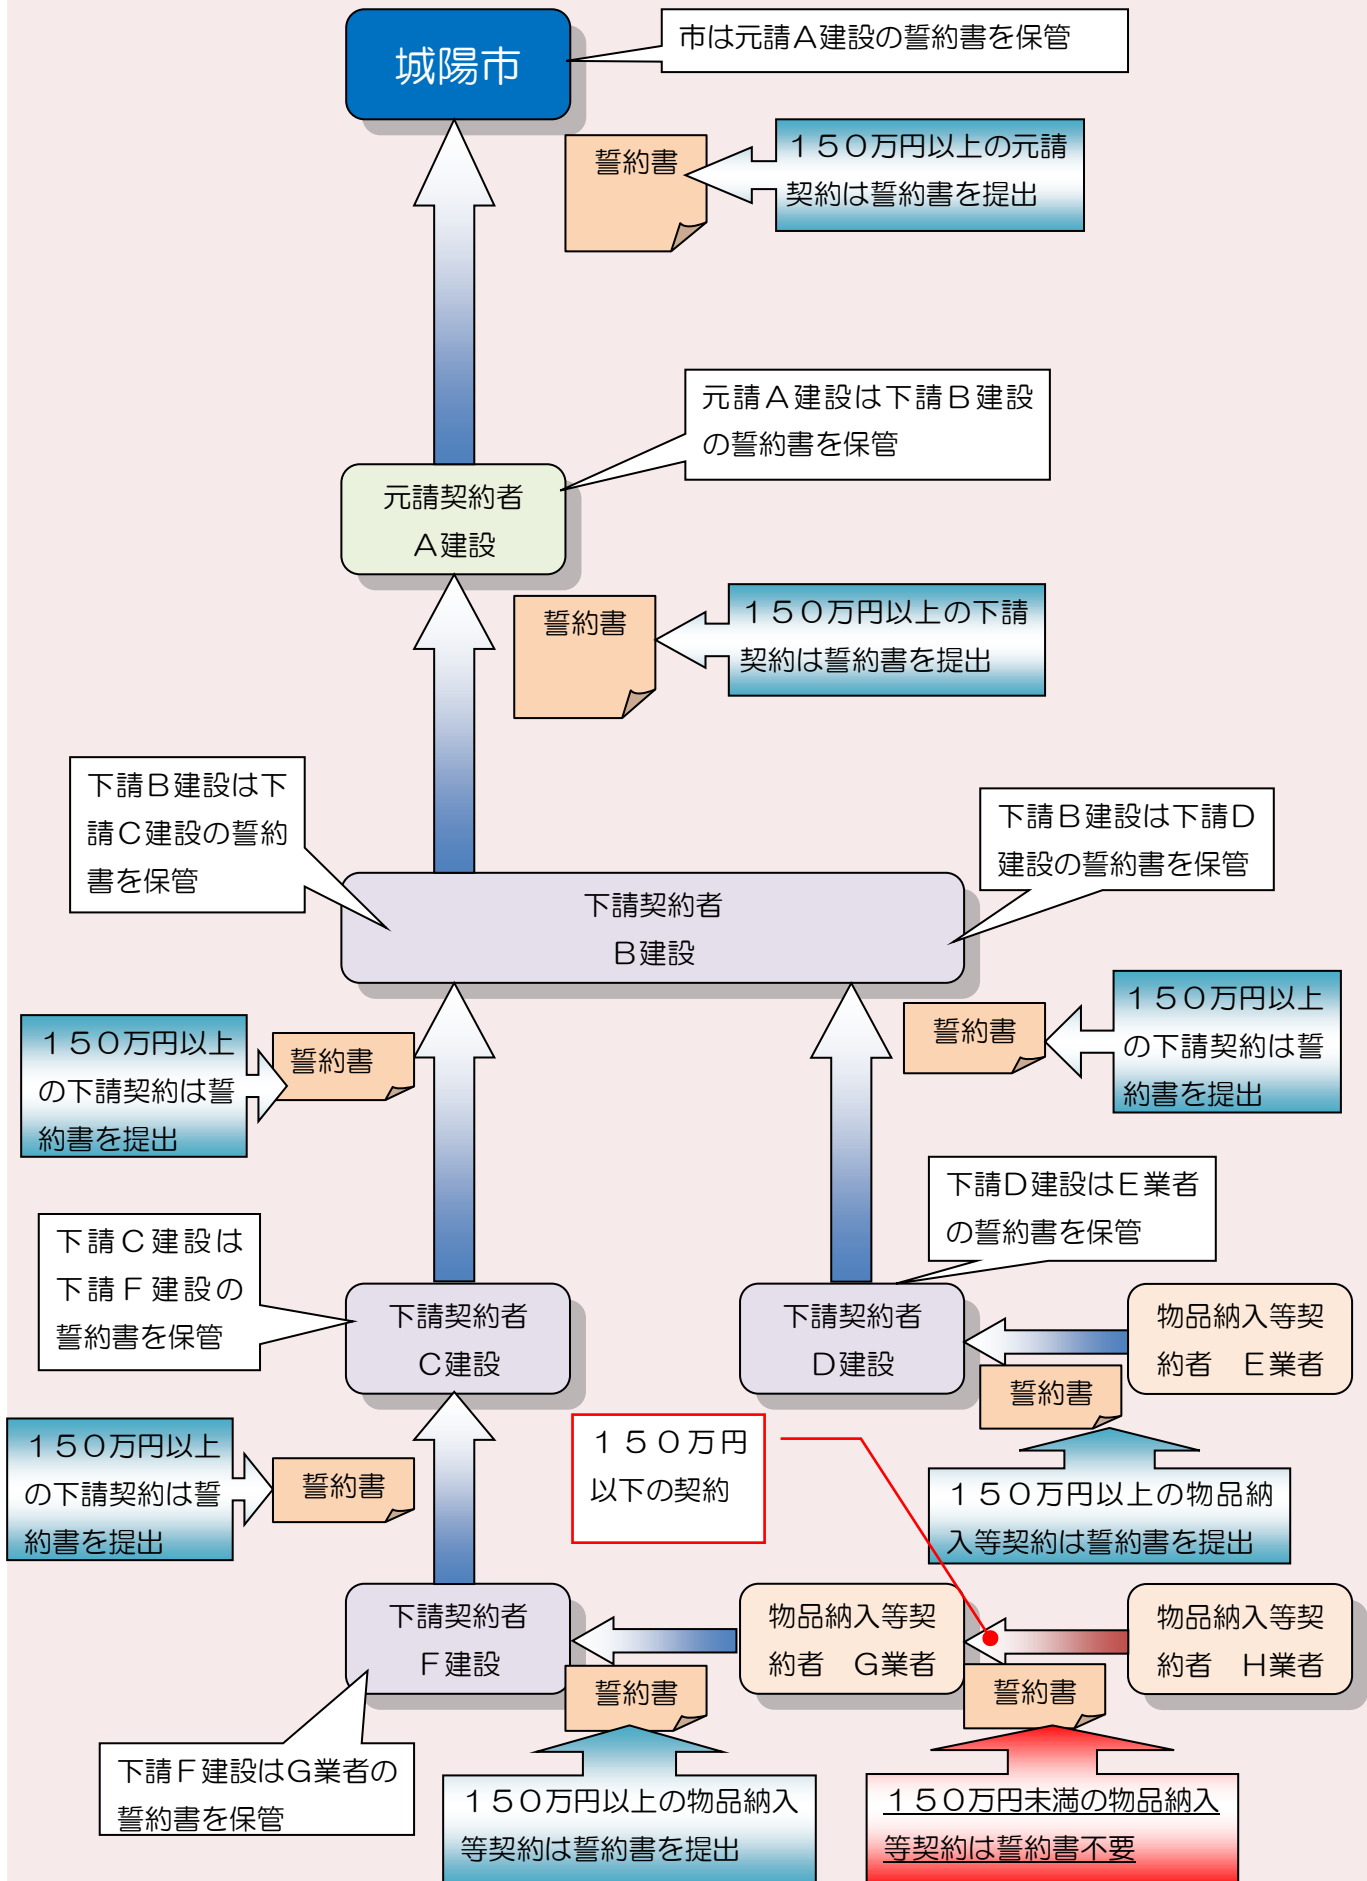 城陽市
市は元請Ａ建設の誓約書を保管
誓約書
１５０万円以上の元請
契約は誓約書を提出
元請Ａ建設は下請Ｂ建設
の誓約書を保管
元請契約者
Ａ建設
誓約書
１５０万円以上の下請
契約は誓約書を提出
下請Ｂ建設は下
請Ｃ建設の誓約
書を保管
下請Ｂ建設は下請Ｄ
建設の誓約書を保管
下請契約者
Ｂ建設
１５０万円以上
の下請契約は誓
約書を提出
誓約書
誓約書
１５０万円以上
の下請契約は誓
約書を提出
下請Ｄ建設はＥ業者
の誓約書を保管
下請Ｃ建設は
下請Ｆ建設の
誓約書を保管
下請契約者
Ｃ建設
下請契約者
Ｄ建設
物品納入等契
約者　Ｅ業者
誓約書
１５０万円以上
の下請契約は誓
約書を提出
誓約書
１５０万円
以下の契約
１５０万円以上の物品納
入等契約は誓約書を提出
下請契約者
Ｆ建設
物品納入等契
約者　Ｇ業者
物品納入等契
約者　Ｈ業者
誓約書
誓約書
下請Ｆ建設はＧ業者の
誓約書を保管
１５０万円以上の物品納入
等契約は誓約書を提出
１５０万円未満の物品納入
等契約は誓約書不要